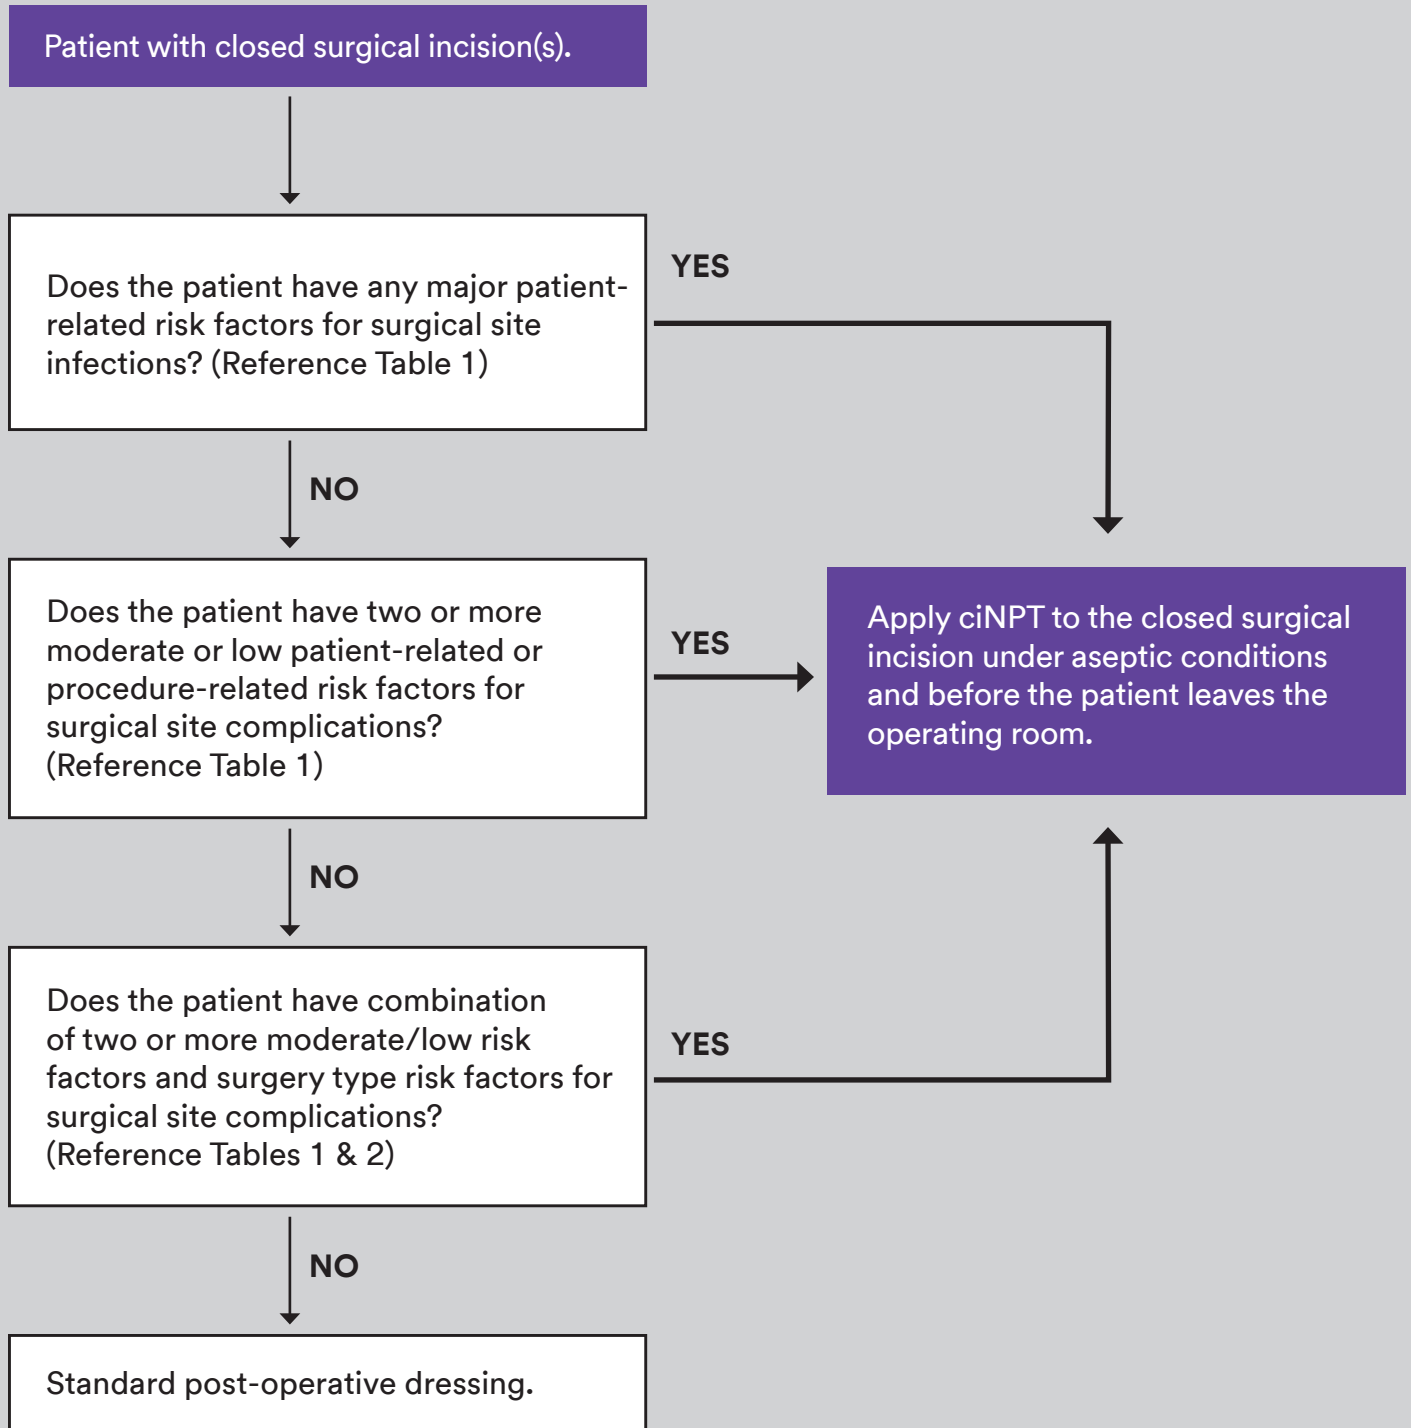 Patient with closed surgical incision(s).
Does the patient have any major patient-
related risk factors for surgical site
infections? (Reference Table 1)
YES
NO
Does the patient have two or more
moderate or low patient-related or
procedure-related risk factors for
surgical site complications?
(Reference Table 1)
YES
Apply ciNPT to the closed surgical
incision under aseptic conditions
and before the patient leaves the
operating room.
NO
Does the patient have combination
of two or more moderate/low risk
factors and surgery type risk factors for
surgical site complications?
(Reference Tables 1 & 2)
YES
NO
Standard post-operative dressing.